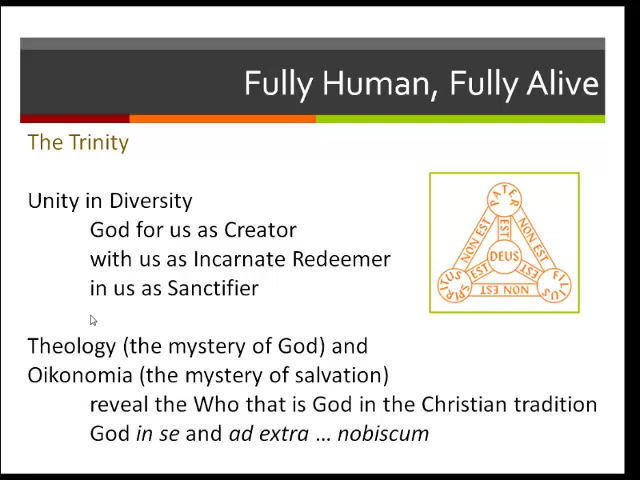 Fully Human, Fully Alive
The Trinity
Unity in Diversity
God for us as Creator
with us as Incarnate Redeemer
in us as Sanctifier
PATER
NON EST
EST
NON EST
DEUS
SPIRITUS
EST
EST
FILIUS
NON EST
Theology (the mystery of God) and
Oikonomia (the mystery of salvation)
reveal the Who that is God in the Christian tradition
God in se and ad extra … nobiscum